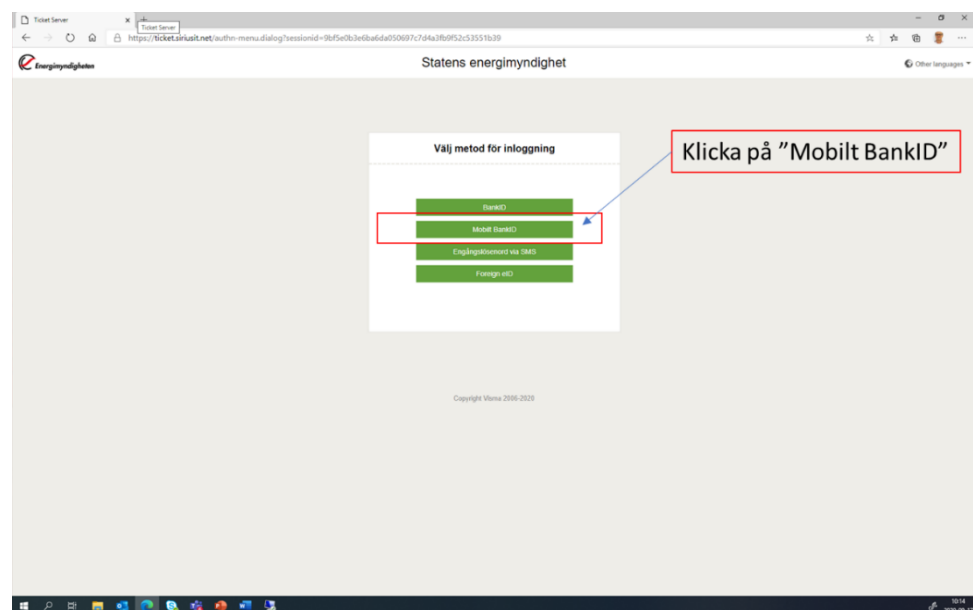 Ticket Server
Ticket Server
https://ticket.siriusit.net/authn-menu.dialog?sessionid=9bf5e0b3e6ba6da050697c7d4a3fb9f52c53551b39
Energimyndigheten
Statens energimyndighet
Other languages
Välj metod för inloggning
Klicka på ”Mobilt BankID”
BankID
Mobilt BankID
Engångslösenord via SMS
Foreign eID
Copyright Visma 2006-2020
10:14